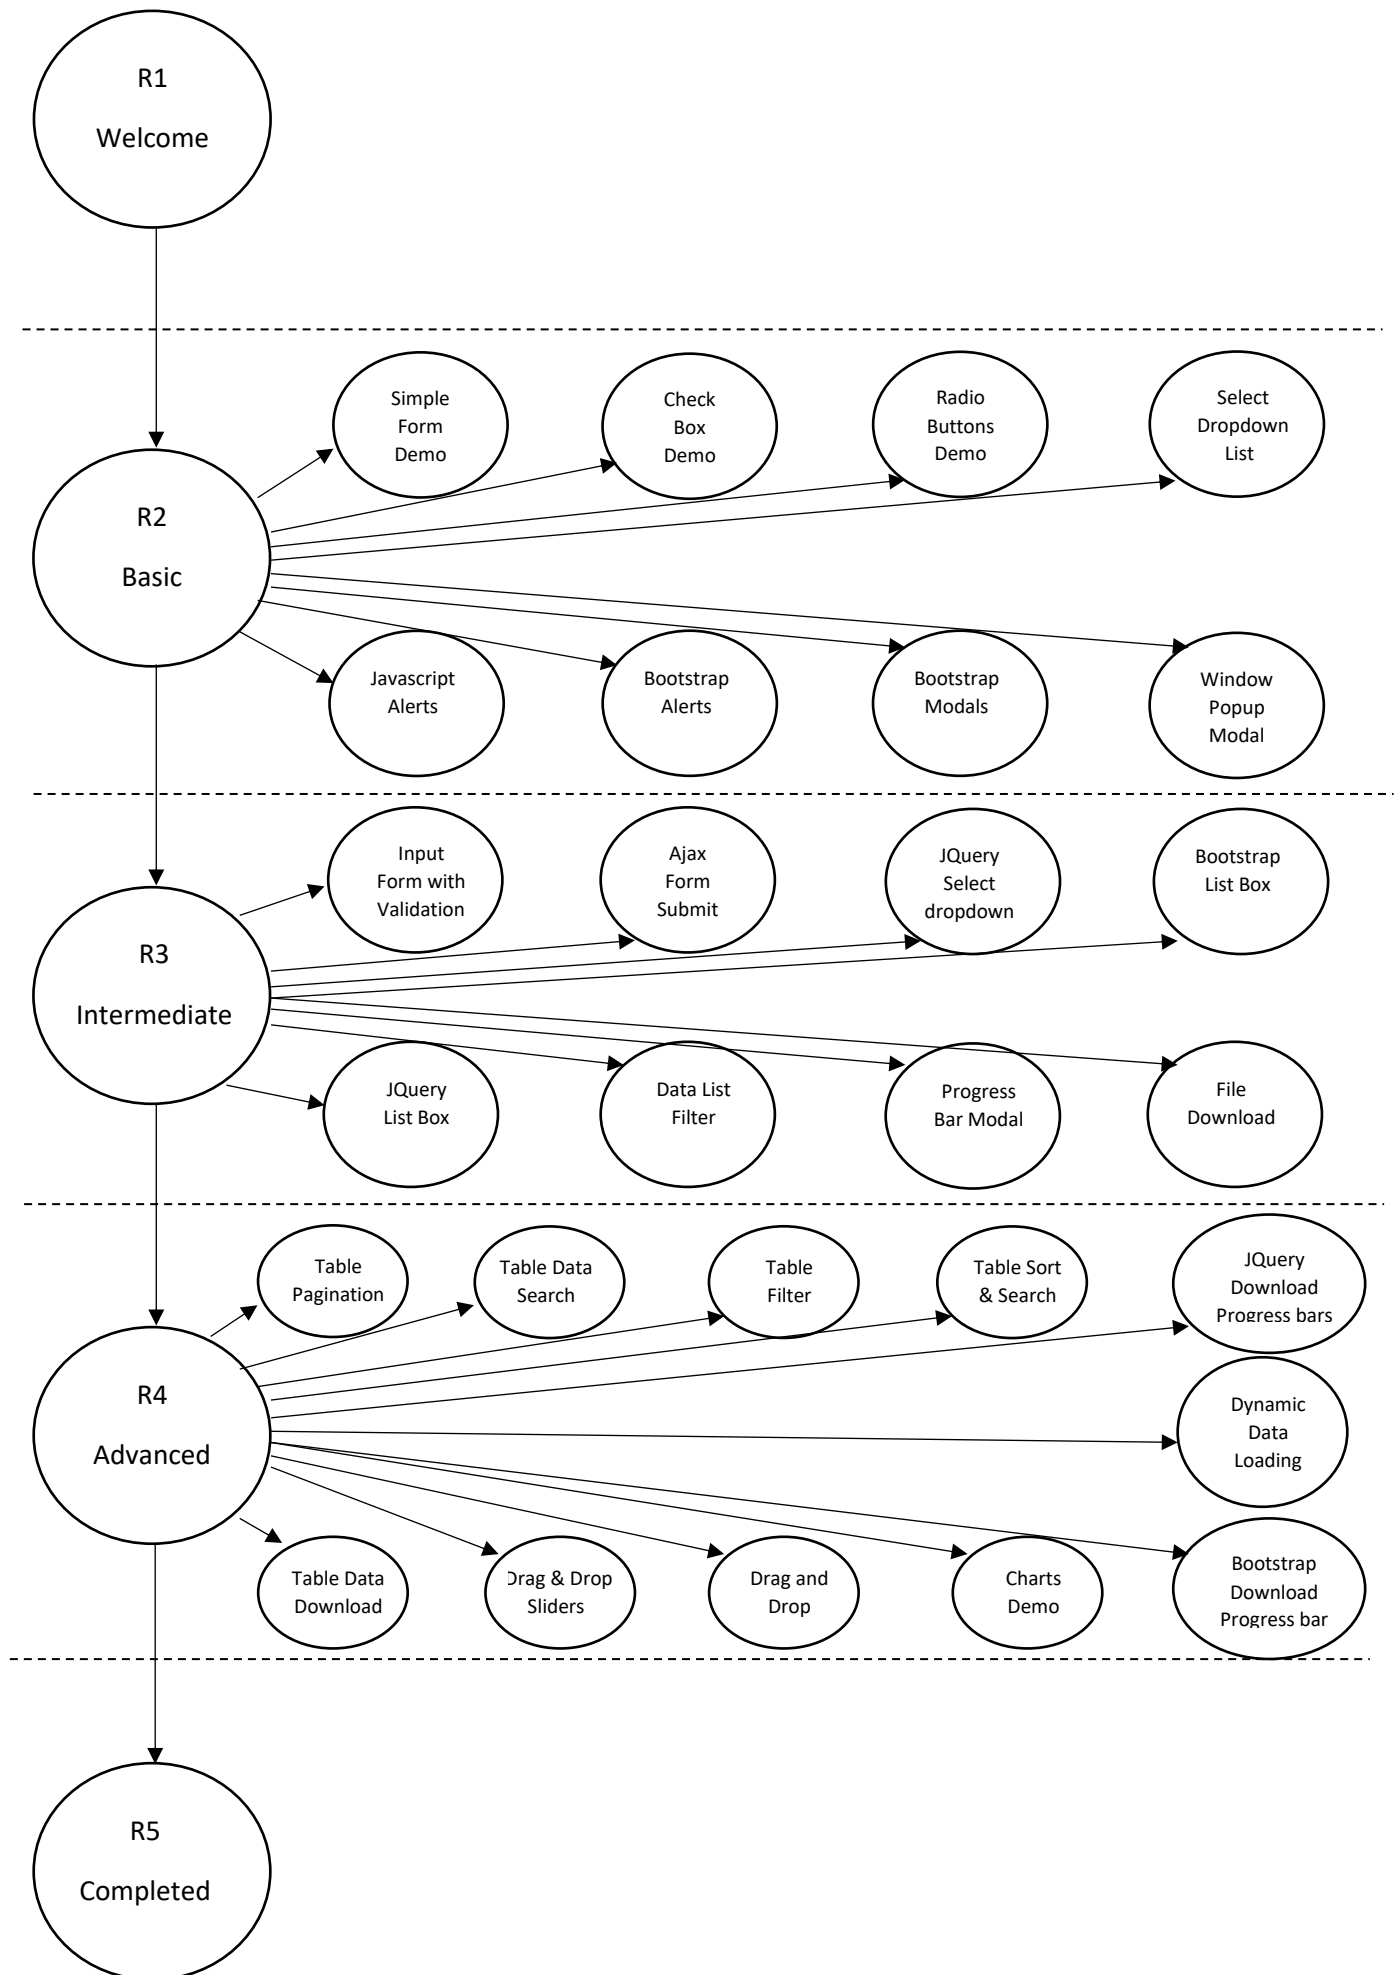 R1
Welcome
Simple
Form
Demo
Check
Box
Demo
Radio
Buttons
Demo
Select
Dropdown
List
R2
Basic
Javascript
Alerts
Bootstrap
Alerts
Bootstrap
Modals
Window
Popup
Modal
Input
Form with
Validation
Ajax
Form
Submit
JQuery
Select
dropdown
Bootstrap
List Box
R3
Intermediate
JQuery
List Box
Data List
Filter
Progress
Bar Modal
File
Download
Table
Pagination
Table Data
Search
Table
Filter
Table Sort
& Search
JQuery
Download
Progress bars
Dynamic
Data
Loading
R4
Advanced
Table Data
Download
Drag & Drop
Sliders
Drag and
Drop
Charts
Demo
Bootstrap
Download
Progress bar
R5
Completed